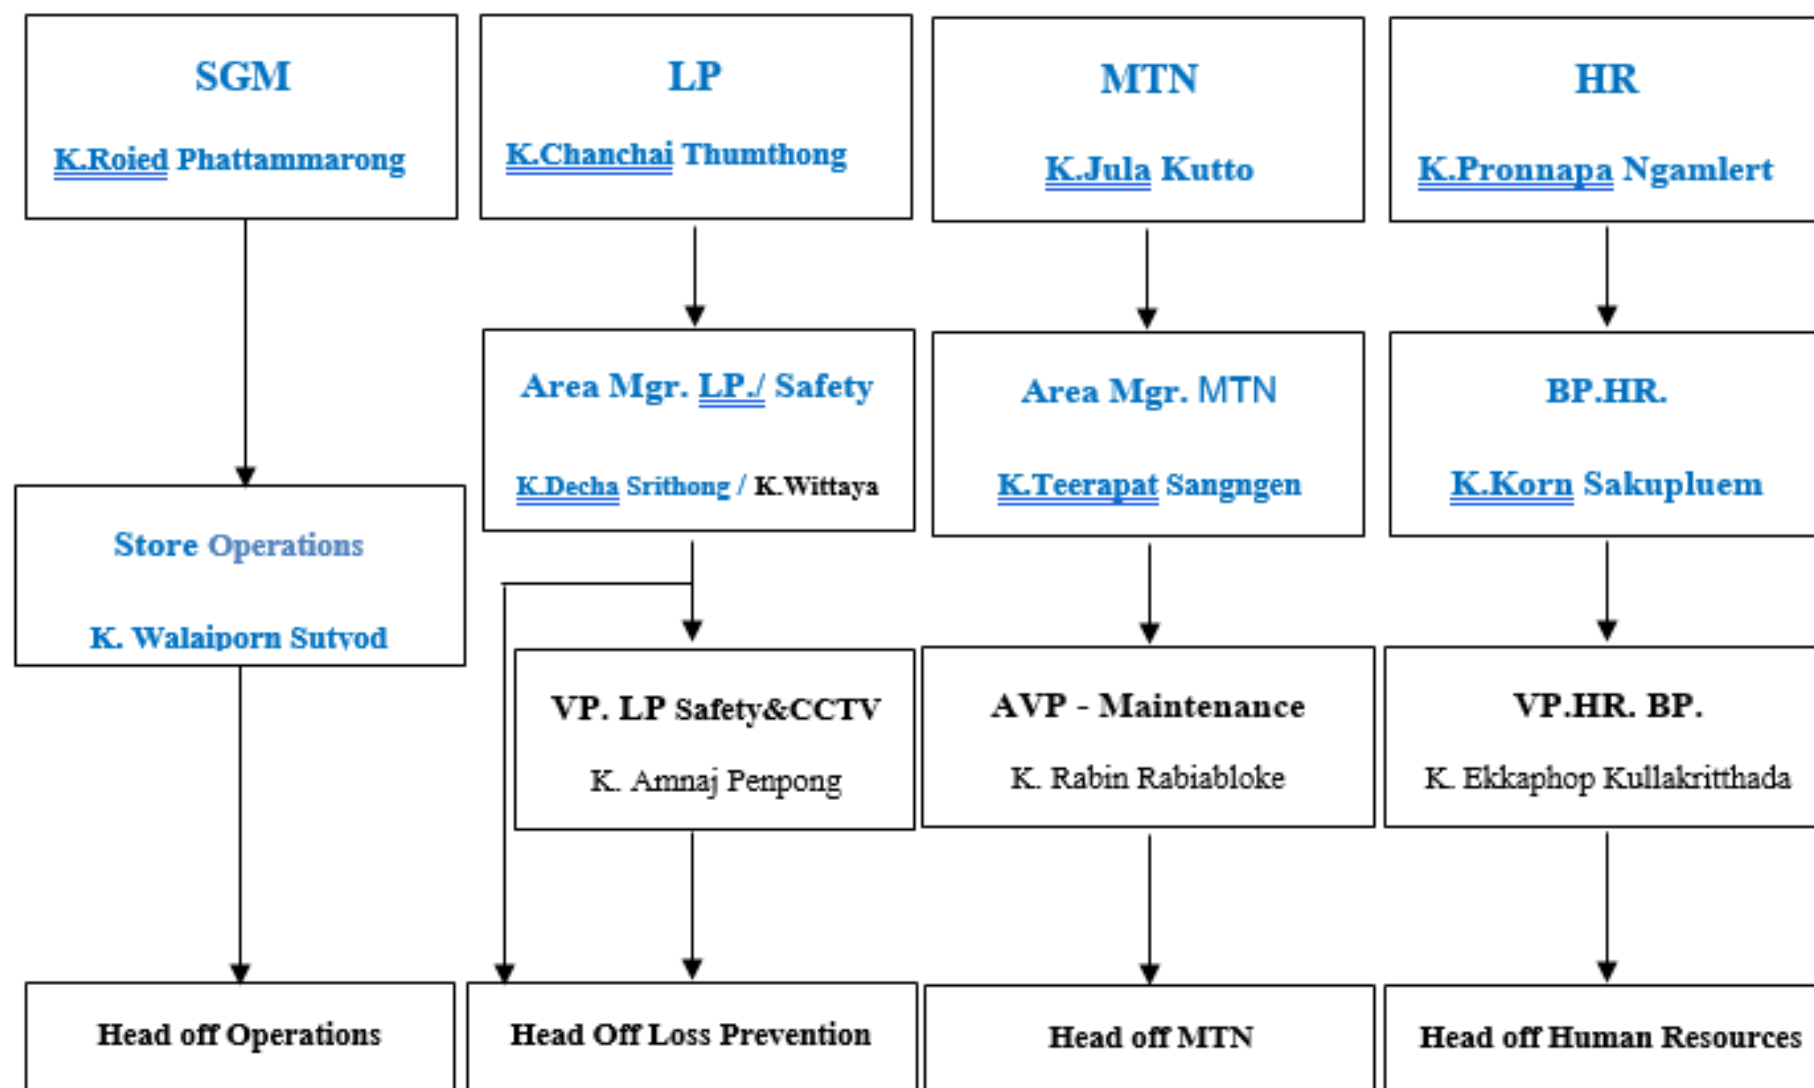 SGM
K.Roied Phattammarong
LP
K.Chanchai Thumthong
MTN
K.Jula Kutto
HR
K.Pronnapa Ngamlert
Area Mgr. LP./ Safety
K.Decha Srithong / K.Wittaya
Area Mgr. MTN
K.Teerapat Sangngen
BP.HR.
K.Korn Sakupluem
Store Operations
K. Walaiporn Sutyod
VP. LP Safety&CCTV
K. Amnaj Penpong
AVP - Maintenance
K. Rabin Rabiabloke
VP.HR. BP.
K. Ekkaphop Kullakritthada
Head off Operations
Head Off Loss Prevention
Head off MTN
Head off Human Resources